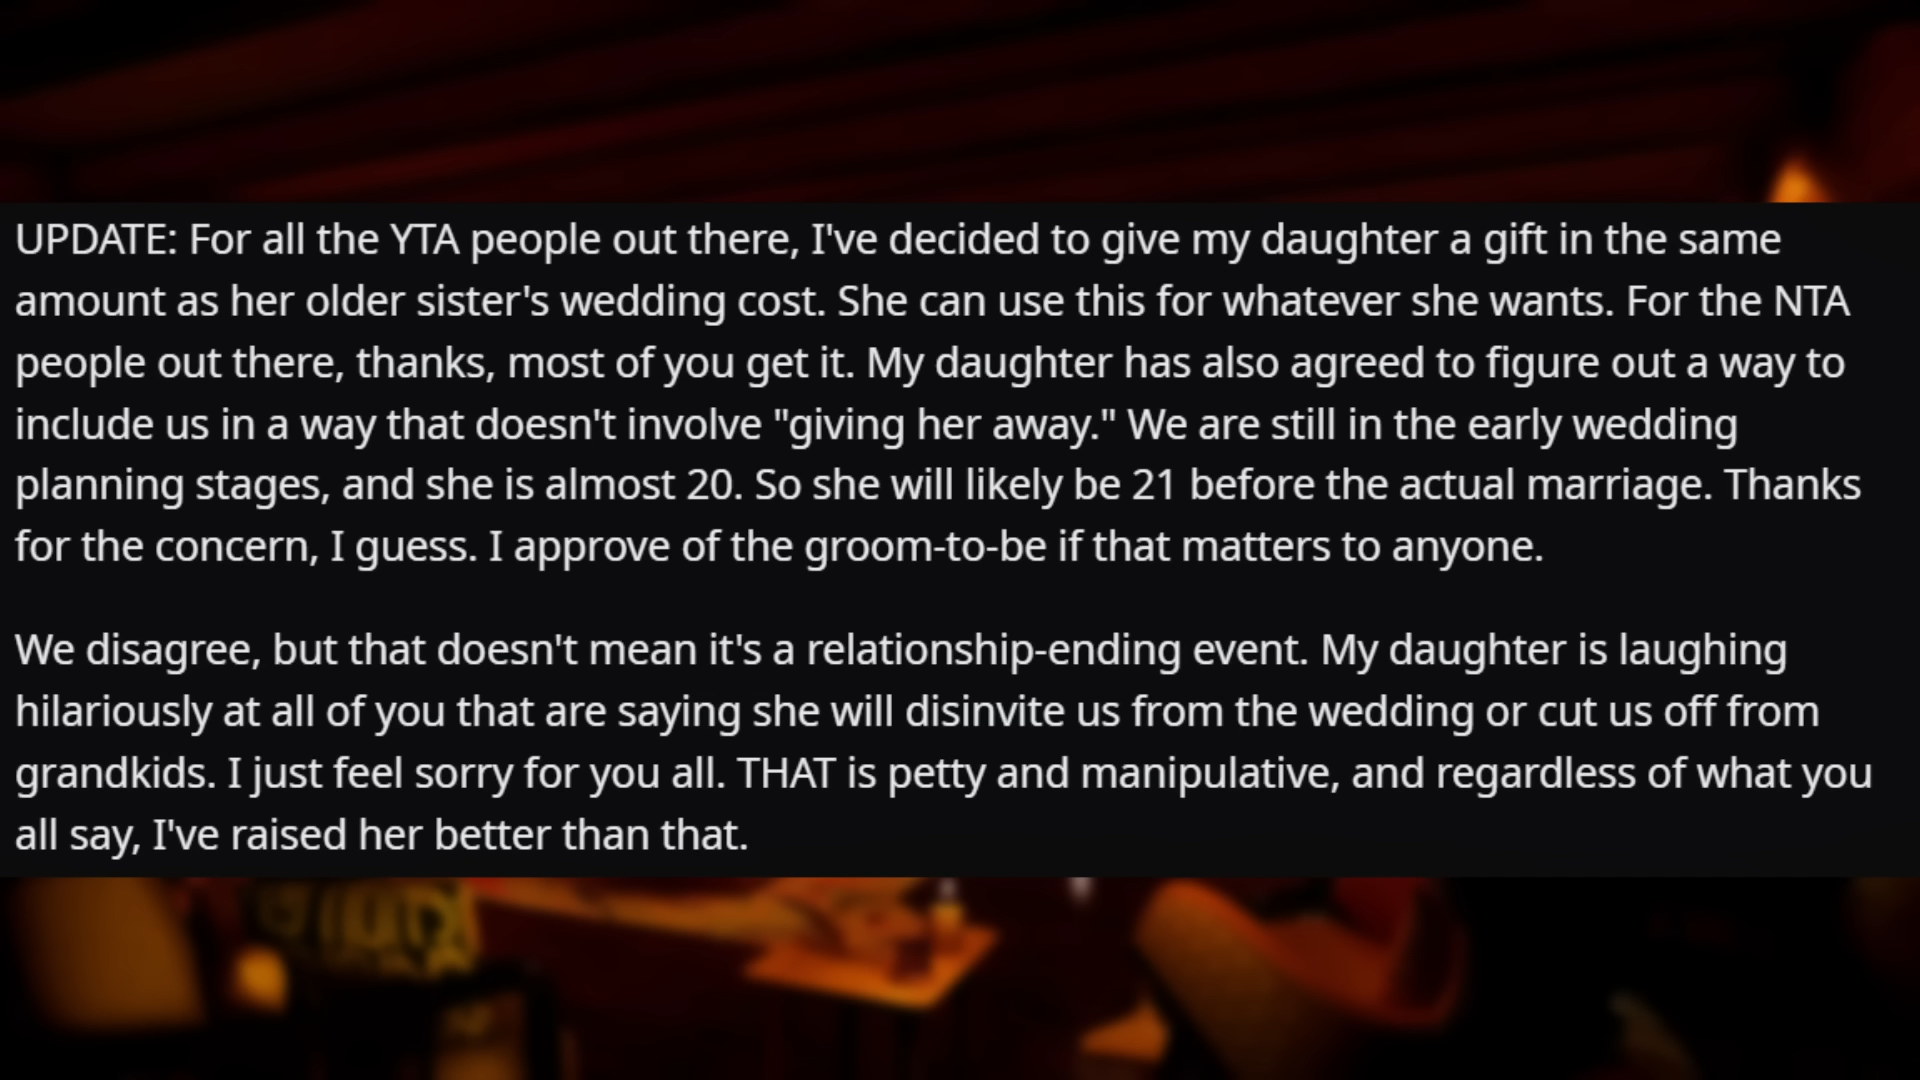 UPDATE: For all the YTA people out there, I've decided to give my daughter a gift in the same
amount as her older sister's wedding cost. She can use this for whatever she wants. For the NTA
people out there, thanks, most of you get it. My daughter has also agreed to figure out a way to
include us in a way that doesn't involve "giving her away." We are still in the early wedding
planning stages, and she is almost 20. So she will likely be 21 before the actual marriage. Thanks
for the concern, I guess. I approve of the groom-to-be if that matters to anyone.
We disagree, but that doesn't mean it's a relationship-ending event. My daughter is laughing
hilariously at all of you that are saying she will disinvite us from the wedding or cut us off from
grandkids. I just feel sorry for you all. THAT is petty and manipulative, and regardless of what you
all say, I've raised her better than that.